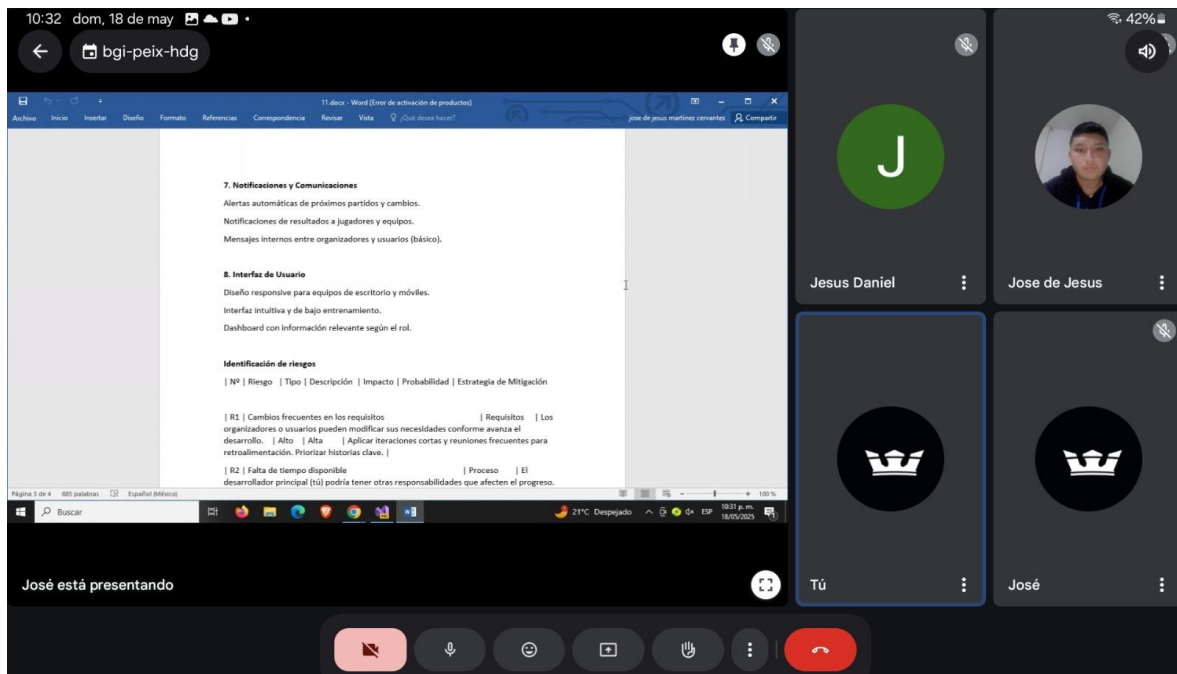 10:32 dom, 18 de may
42%
bgi-peix-hdg
11.docx - Word (Error de activación de productos)
Archivo Inicio Insertar Diseño Formato Referencias Correspondencia Revisar Vista ¿Qué desea hacer? jose de jesus martinez cervantes Compartir
7. Notificaciones y Comunicaciones
Alertas automáticas de próximos partidos y cambios.
Notificaciones de resultados a jugadores y equipos.
Mensajes internos entre organizadores y usuarios (básico).
8. Interfaz de Usuario
Diseño responsive para equipos de escritorio y móviles.
Interfaz intuitiva y de bajo entrenamiento.
Dashboard con información relevante según el rol.
Identificación de riesgos
| Nº | Riesgo | Tipo | Descripción | Impacto | Probabilidad | Estrategia de Mitigación
| R1 | Cambios frecuentes en los requisitos | Requisitos | Los
organizadores o usuarios pueden modificar sus necesidades conforme avanza el
desarrollo. | Alto | Alta | Aplicar iteraciones cortas y reuniones frecuentes para
retroalimentación. Priorizar historias clave. |
| R2 | Falta de tiempo disponible | Proceso | El
desarrollador principal (tú) podría tener otras responsabilidades que afecten el progreso.
Página 3 de 4 885 palabras Español (México) 100 %
Buscar
21°C Despejado ESP 10:31 p. m.
18/05/2025
José está presentando
J
Jesus Daniel
Jose de Jesus
Tú
José